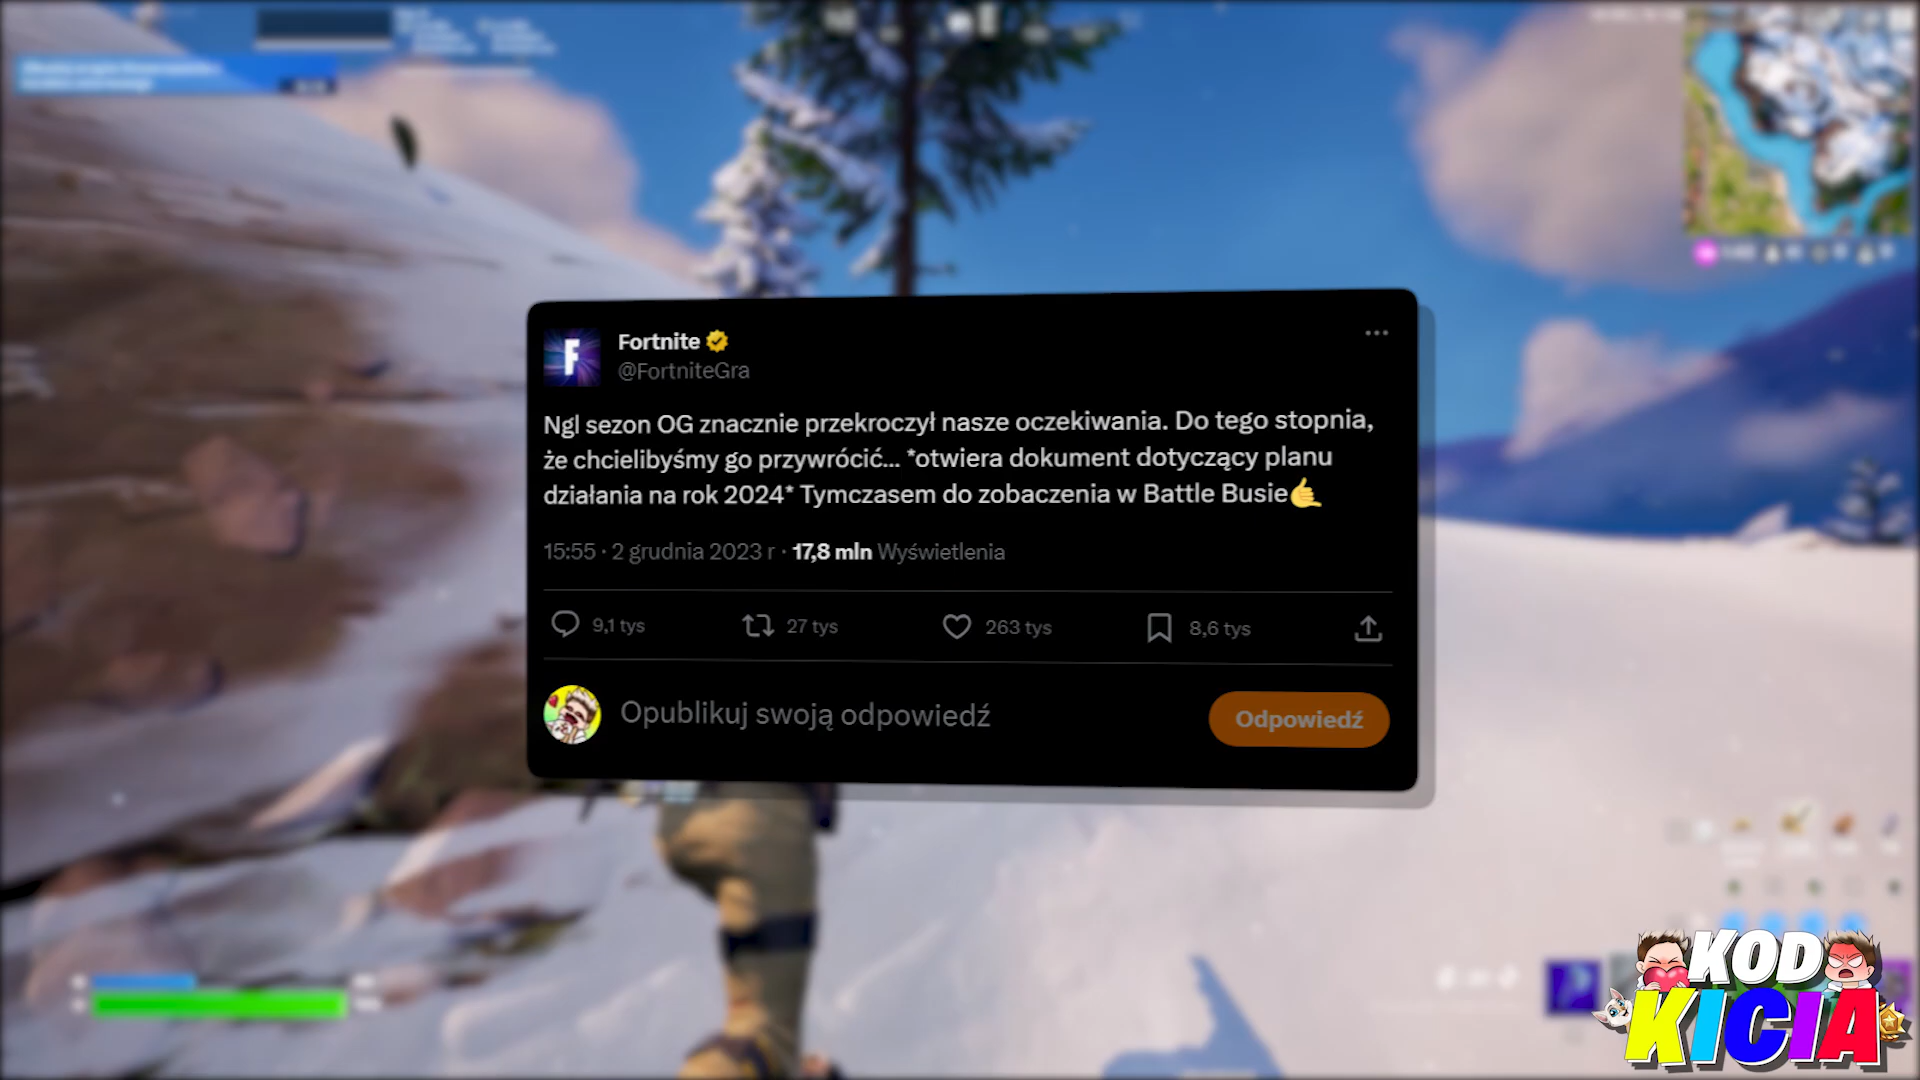 Fortnite
@FortniteGra
Ngl sezon OG znacznie przekroczył nasze oczekiwania. Do tego stopnia,
że chcielibyśmy go przywrócić... *otwiera dokument dotyczący planu
działania na rok 2024* Tymczasem do zobaczenia w Battle Busie🤙
15:55 · 2 grudnia 2023 r · 17,8 mln Wyświetlenia
9,1 tys 27 tys 263 tys 8,6 tys
Opublikuj swoją odpowiedź Odpowiedź
KOD
KICIA